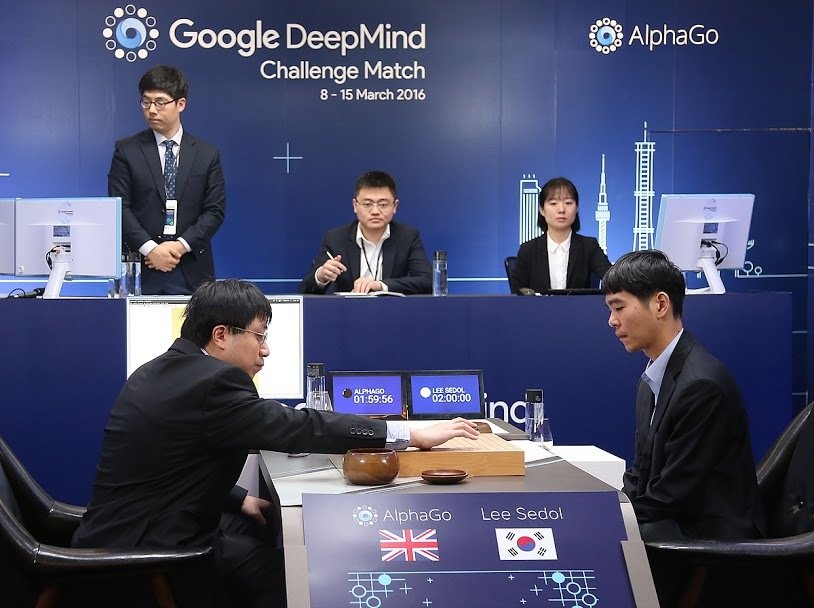 Google DeepMind
Challenge Match
8 - 15 March 2016
AlphaGo
ALPHAGO
01:59:56
LEE SEDOL
02:00:00
ing
AlphaGo
Lee Sedol